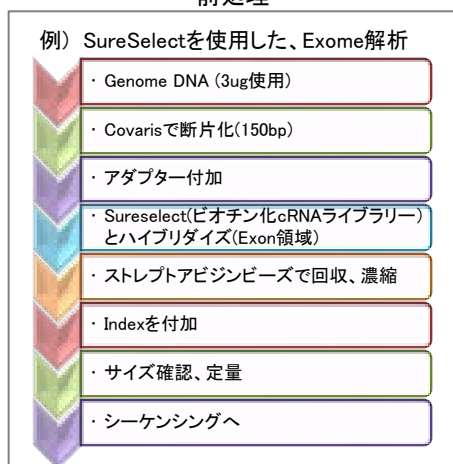 例) SureSelectを使用した、Exome解析
・Genome DNA (3ug使用)
・Covarisで断片化(150bp)
・アダプター付加
・Sureselect(ビオチン化cRNAライブラリー)
とハイブリダイズ(Exon領域)
・ストレプトアビジンビーズで回収、濃縮
・Indexを付加
・サイズ確認、定量
・シーケンシングへ